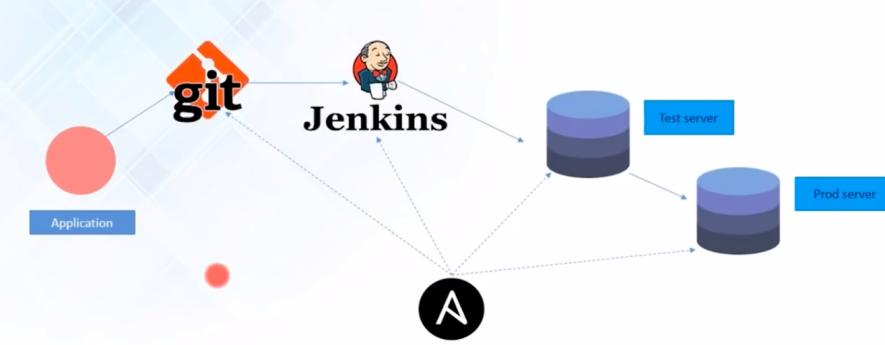 git
Jenkins
Test server
Prod server
Application